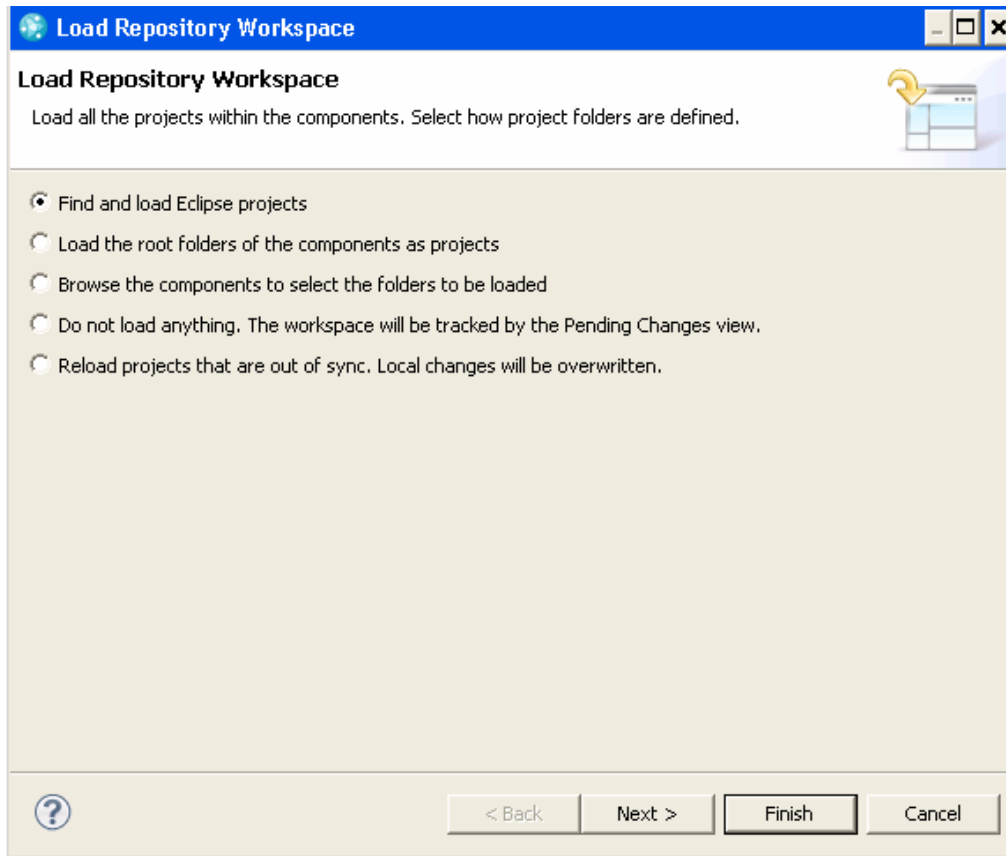 Load Repository Workspace
Load Repository Workspace
Load all the projects within the components. Select how project folders are defined.
Find and load Eclipse projects
Load the root folders of the components as projects
Browse the components to select the folders to be loaded
Do not load anything. The workspace will be tracked by the Pending Changes view.
Reload projects that are out of sync. Local changes will be overwritten.
? < Back Next > Finish Cancel